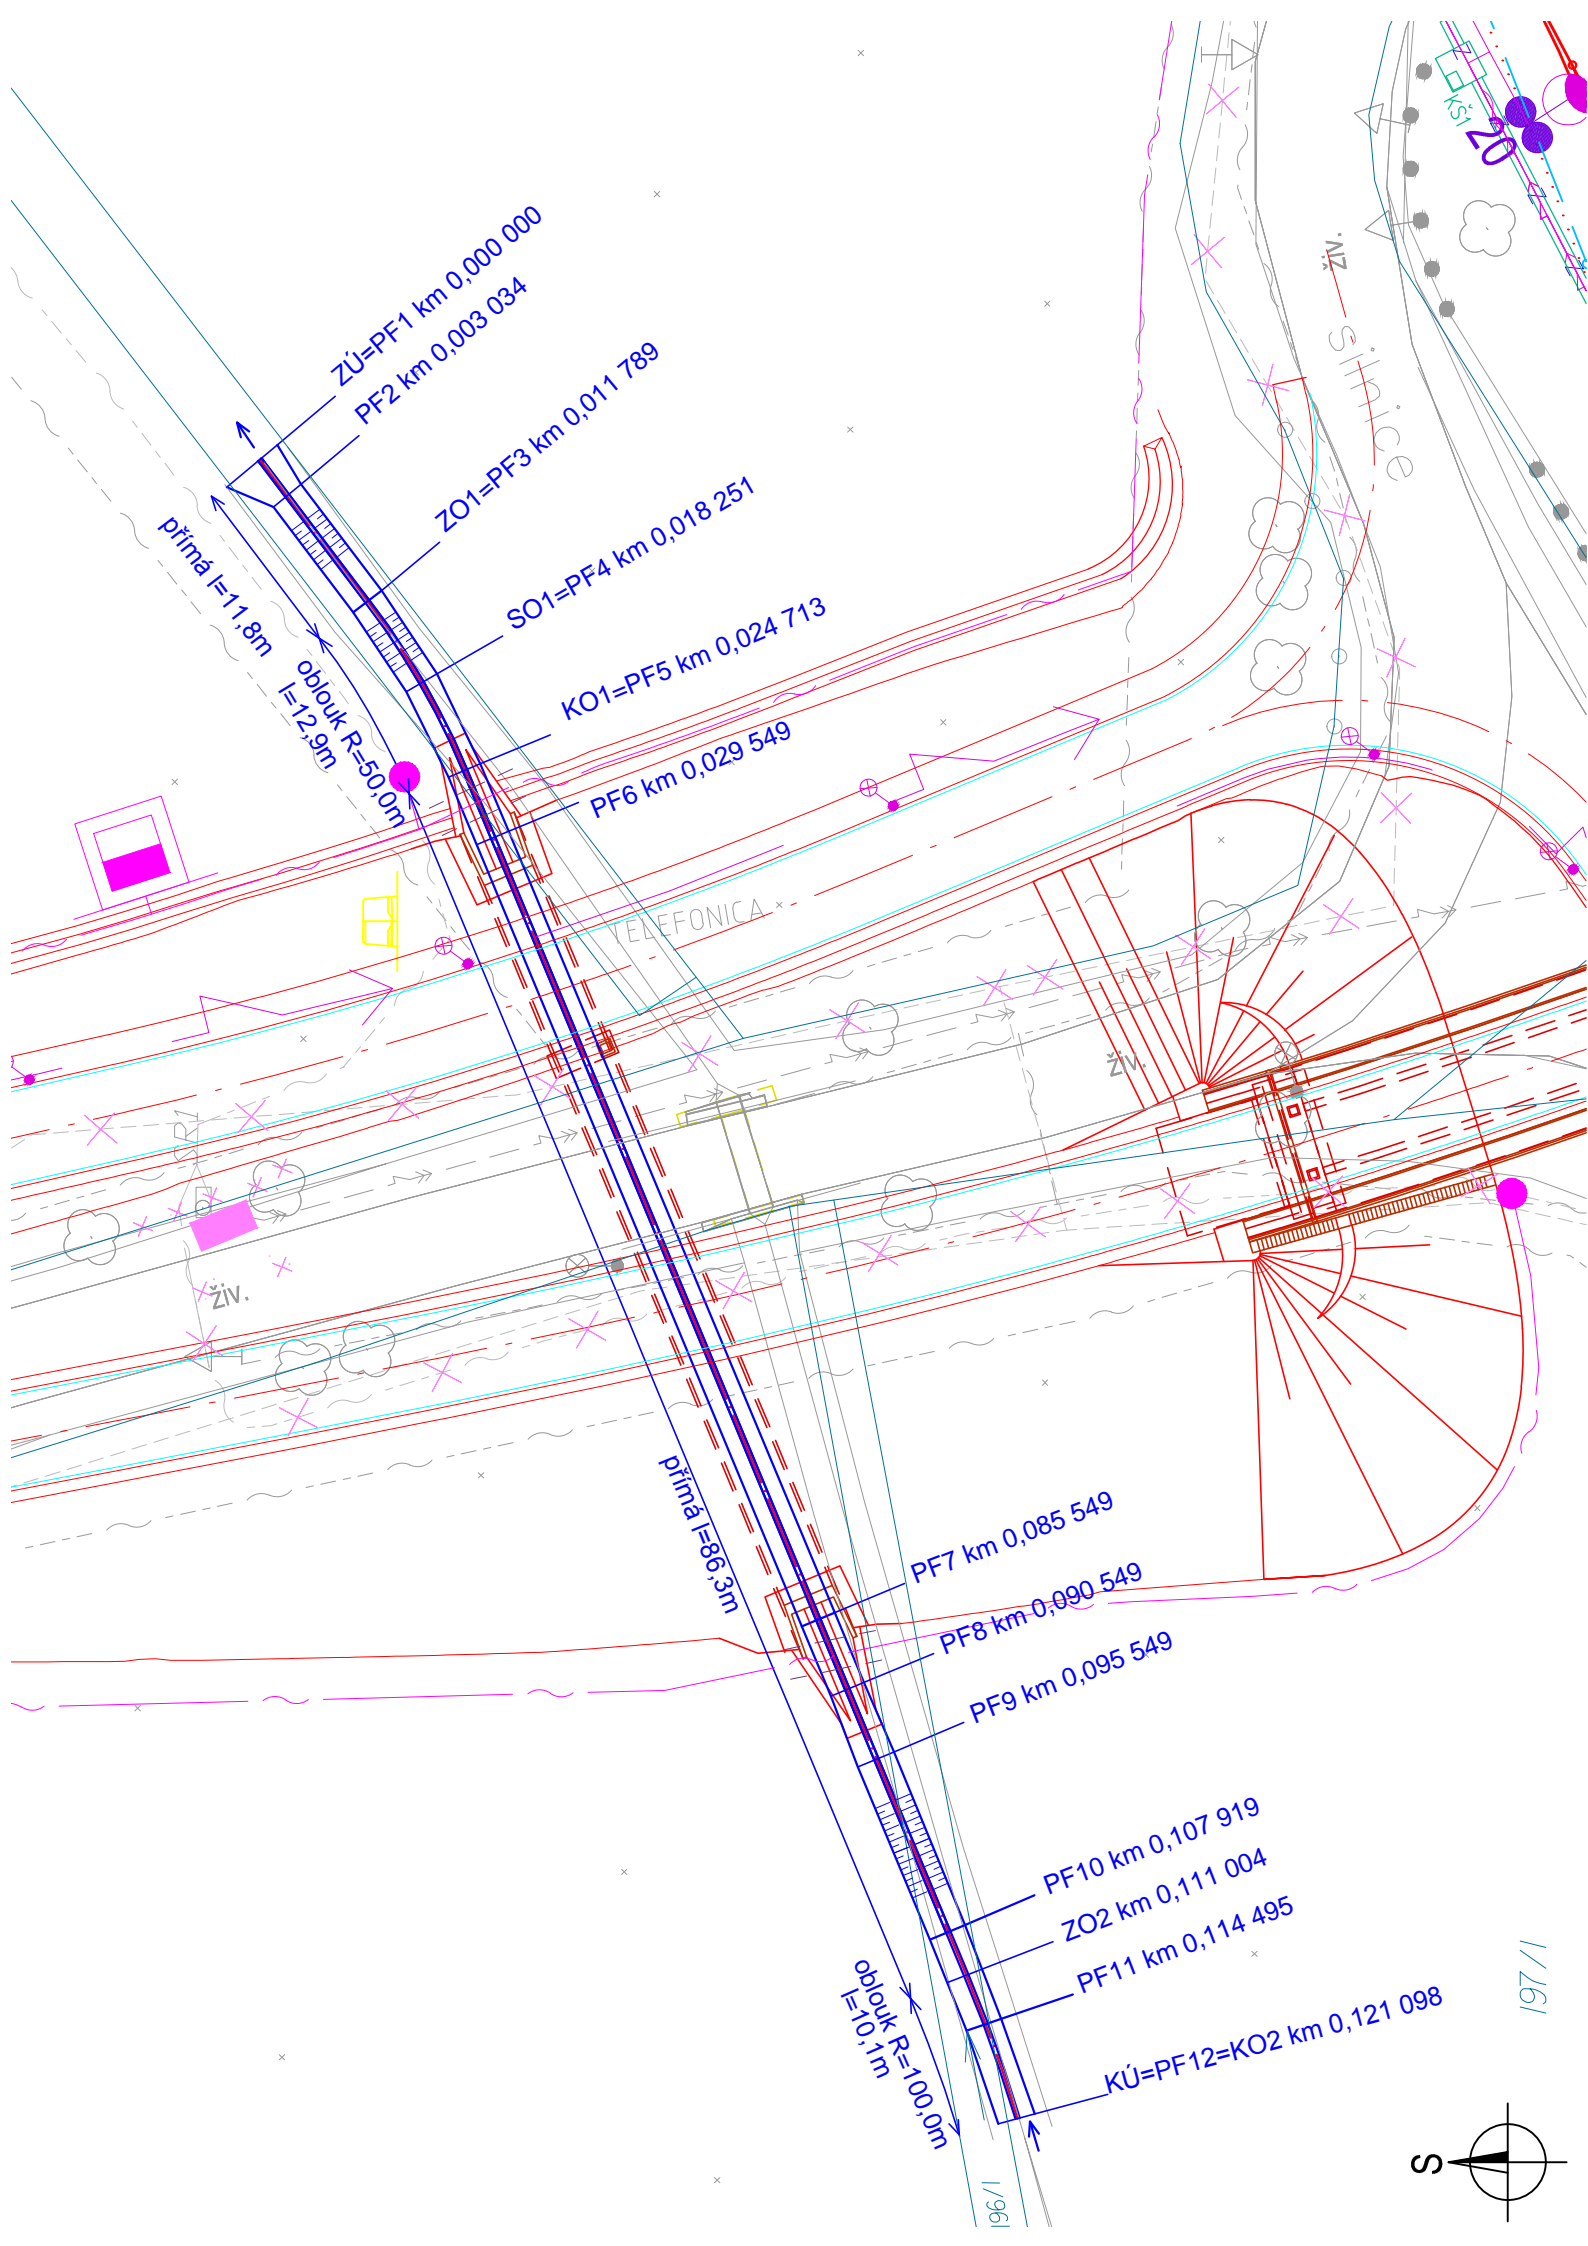 KŠ1
20
živ.
silnice
ZÚ=PF1 km 0,000 000
PF2 km 0,003 034
ZO1=PF3 km 0,011 789
SO1=PF4 km 0,018 251
KO1=PF5 km 0,024 713
PF6 km 0,029 549
přímá l=11,8m
oblouk R=50,0m
l=12,9m
TELEFONICA
živ.
živ.
přímá l=86,3m
PF7 km 0,085 549
PF8 km 0,090 549
PF9 km 0,095 549
PF10 km 0,107 919
ZO2 km 0,111 004
PF11 km 0,114 495
KÚ=PF12=KO2 km 0,121 098
oblouk R=100,0m
l=10,1m
197/1
196/1
S